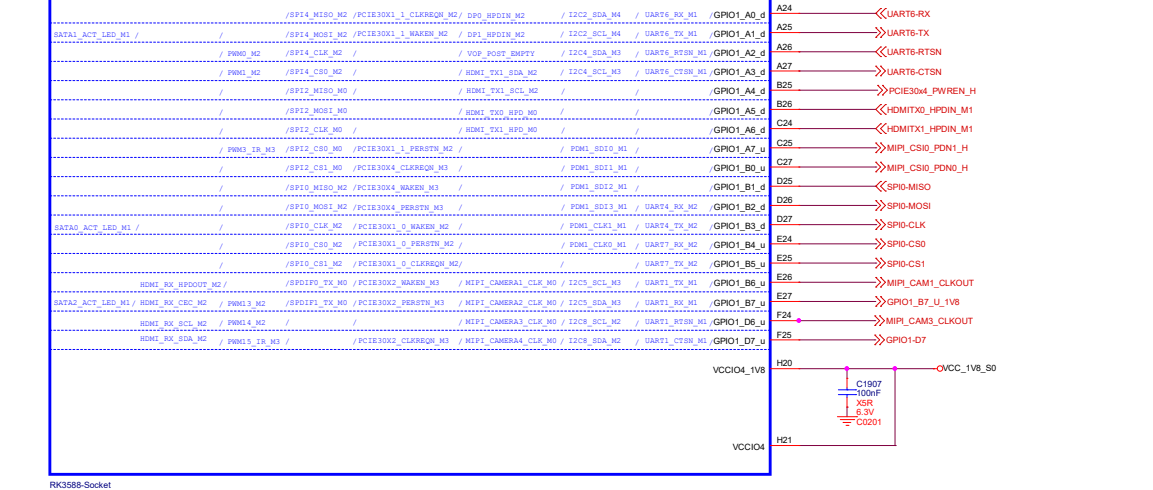 /SPI4_MISO_M2 /PCIE30X1_1_CLKREQN_M2/ DP0_HPDIN_M2 / I2C2_SDA_M4 / UART6_RX_M1 /GPIO1_A0_d A24 UART6-RX
SATA1_ACT_LED_M1 / / /SPI4_MOSI_M2 /PCIE30X1_1_WAKEN_M2 / DP1_HPDIN_M2 / I2C2_SCL_M4 / UART6_TX_M1 /GPIO1_A1_d A25 UART6-TX
/ PWM0_M2 /SPI4_CLK_M2 / / VOP_POST_EMPTY / I2C4_SDA_M3 / UART6_RTSN_M1 /GPIO1_A2_d A26 UART6-RTSN
/ PWM1_M2 /SPI4_CS0_M2 / / HDMI_TX1_SDA_M2 / I2C4_SCL_M3 / UART6_CTSN_M1 /GPIO1_A3_d A27 UART6-CTSN
/ /SPI2_MISO_M0 / / HDMI_TX1_SCL_M2 / / /GPIO1_A4_d B25 PCIE30x4_PWREN_H
/ /SPI2_MOSI_M0 / HDMI_TX0_HPD_M0 / / /GPIO1_A5_d B26 HDMITX0_HPDIN_M1
/ /SPI2_CLK_M0 / / HDMI_TX1_HPD_M0 / / /GPIO1_A6_d C24 HDMITX1_HPDIN_M1
/ PWM3_IR_M3 /SPI2_CS0_M0 /PCIE30X1_1_PERSTN_M2 / / PDM1_SDI0_M1 / /GPIO1_A7_u C25 MIPI_CSI0_PDN1_H
/ /SPI2_CS1_M0 /PCIE30X4_CLKREQN_M3 / / PDM1_SDI1_M1 / /GPIO1_B0_u C27 MIPI_CSI0_PDN0_H
/ /SPI0_MISO_M2 /PCIE30X4_WAKEN_M3 / / PDM1_SDI2_M1 / /GPIO1_B1_d D25 SPI0-MISO
/ /SPI0_MOSI_M2 /PCIE30X4_PERSTN_M3 / / PDM1_SDI3_M1 / UART4_RX_M2 /GPIO1_B2_d D26 SPI0-MOSI
SATA0_ACT_LED_M1 / / /SPI0_CLK_M2 /PCIE30X1_0_WAKEN_M2 / / PDM1_CLK1_M1 / UART4_TX_M2 /GPIO1_B3_d D27 SPI0-CLK
/ /SPI0_CS0_M2 /PCIE30X1_0_PERSTN_M2 / / PDM1_CLK0_M1 / UART7_RX_M2 /GPIO1_B4_u E24 SPI0-CS0
/ /SPI0_CS1_M2 /PCIE30X1_0_CLKREQN_M2/ / / UART7_TX_M2 /GPIO1_B5_u E25 SPI0-CS1
HDMI_RX_HPDOUT_M2/ /SPDIF0_TX_M0 /PCIE30X2_WAKEN_M3 / MIPI_CAMERA1_CLK_M0 / I2C5_SCL_M3 / UART1_TX_M1 /GPIO1_B6_u E26 MIPI_CAM1_CLKOUT
SATA2_ACT_LED_M1/ HDMI_RX_CEC_M2 / PWM13_M2 /SPDIF1_TX_M0 /PCIE30X2_PERSTN_M3 / MIPI_CAMERA2_CLK_M0 / I2C5_SDA_M3 / UART1_RX_M1 /GPIO1_B7_u E27 GPIO1_B7_U_1V8
HDMI_RX_SCL_M2 / PWM14_M2 / / / MIPI_CAMERA3_CLK_M0 / I2C8_SCL_M2 / UART1_RTSN_M1 /GPIO1_D6_u F24 MIPI_CAM3_CLKOUT
HDMI_RX_SDA_M2 / PWM15_IR_M3 / /PCIE30X2_CLKREQN_M3 / MIPI_CAMERA4_CLK_M0 / I2C8_SDA_M2 / UART1_CTSN_M1 /GPIO1_D7_u F25 GPIO1-D7
VCCIO4_1V8 H20 VCC_1V8_S0
C1907
100nF
X5R
6.3V
C0201
VCCIO4 H21
RK3588-Socket